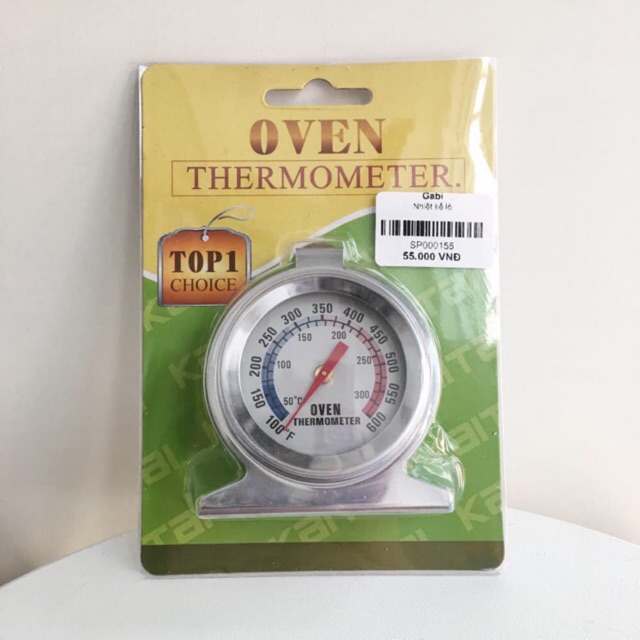 OVEN
THERMOMETER.
Gabi
Nhiệt kế lò
SP000155
55.000 VNĐ
TOP1
CHOICE
100°F
150
200
250
300
350
400
450
500
550
600
50°C
100
150
200
250
300
OVEN
THERMOMETER